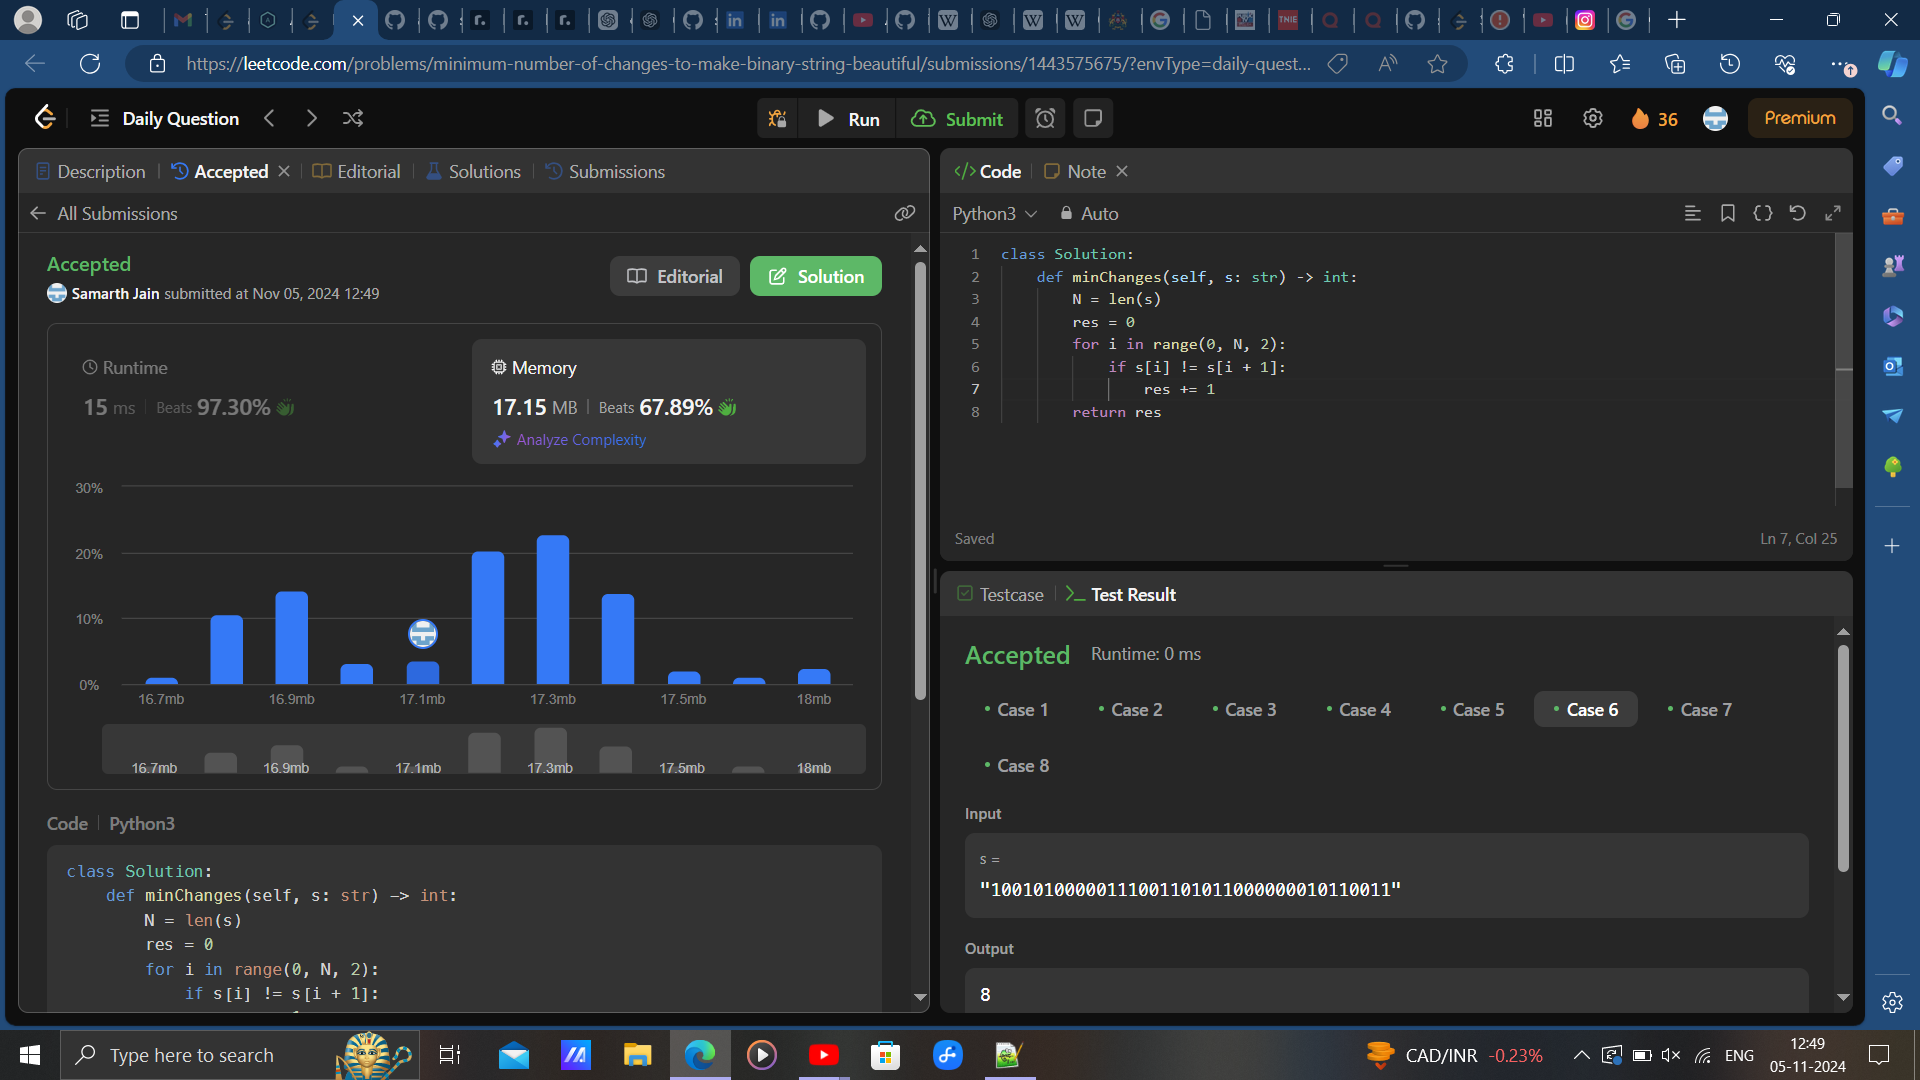 https://leetcode.com/problems/minimum-number-of-changes-to-make-binary-string-beautiful/submissions/1443575675/?envType=daily-quest...
Daily Question
Run
Submit
36
Premium
Description
Accepted
Editorial
Solutions
Submissions
All Submissions
Accepted
Samarth Jain submitted at Nov 05, 2024 12:49
Editorial
Solution
Runtime
15 ms
Beats 97.30%
Memory
17.15 MB
Beats 67.89%
Analyze Complexity
30%
20%
10%
0%
16.7mb 16.9mb 17.1mb 17.3mb 17.5mb 18mb
16.7mb 16.9mb 17.1mb 17.3mb 17.5mb 18mb
Code
Python3
class Solution:
def minChanges(self, s: str) -> int:
N = len(s)
res = 0
for i in range(0, N, 2):
if s[i] != s[i + 1]:
Code
Note
Python3
Auto
1 class Solution:
2 def minChanges(self, s: str) -> int:
3 N = len(s)
4 res = 0
5 for i in range(0, N, 2):
6 if s[i] != s[i + 1]:
7 res += 1
8 return res
Saved
Ln 7, Col 25
Testcase
Test Result
Accepted
Runtime: 0 ms
Case 1
Case 2
Case 3
Case 4
Case 5
Case 6
Case 7
Case 8
Input
s =
Output
8
Type here to search
CAD/INR -0.23%
ENG
12:49
05-11-2024